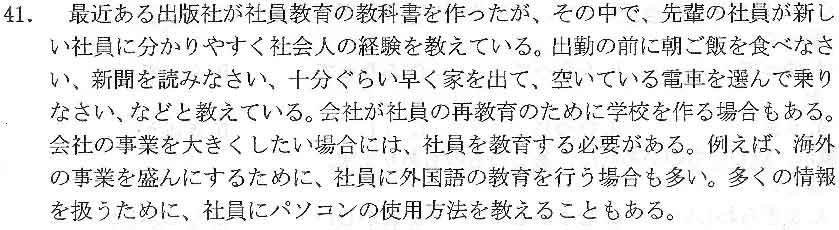 41. 最近ある出版社が社員教育の教科書を作ったが、その中で、先輩の社員が新し
い社員に分かりやすく社会人の経験を教えている。出勤の前に朝ご飯を食べなさ
い、新聞を読みなさい、十分ぐらい早く家を出て、空いている電車を選んで乗り
なさい、などと教えている。会社が社員の再教育のために学校を作る場合もある。
会社の事業を大きくしたい場合には、社員を教育する必要がある。例えば、海外
の事業を盛んにするために、社員に外国語の教育を行う場合も多い。多くの情報
を扱うために、社員にパソコンの使用方法を教えることもある。